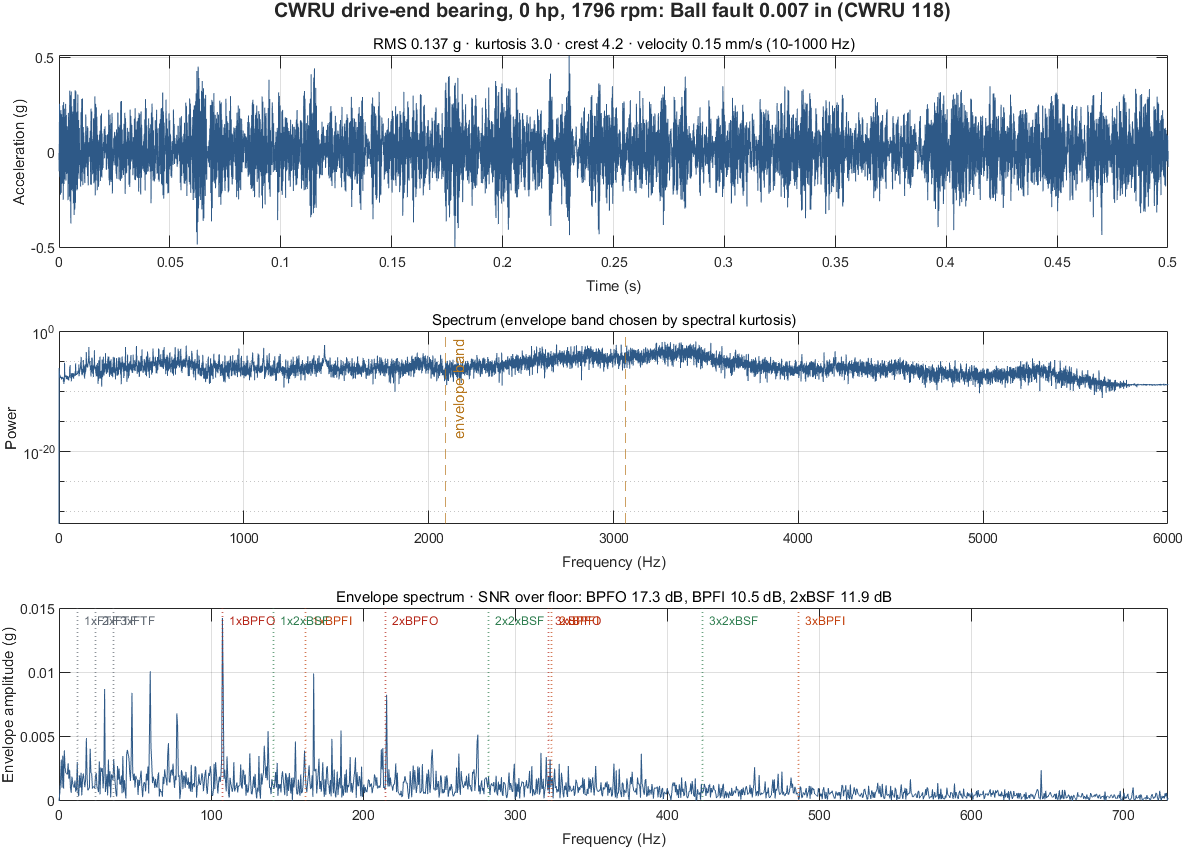 CWRU drive-end bearing, 0 hp, 1796 rpm: Ball fault 0.007 in (CWRU 118)
RMS 0.137 g · kurtosis 3.0 · crest 4.2 · velocity 0.15 mm/s (10-1000 Hz)
Acceleration (g)
0.5
0
-0.5
0 0.05 0.1 0.15 0.2 0.25 0.3 0.35 0.4 0.45 0.5
Time (s)
Spectrum (envelope band chosen by spectral kurtosis)
Power
10^0
10^-20
envelope band
0 1000 2000 3000 4000 5000 6000
Frequency (Hz)
Envelope spectrum · SNR over floor: BPFO 17.3 dB, BPFI 10.5 dB, 2xBSF 11.9 dB
Envelope amplitude (g)
0.015
0.01
0.005
0
1xBPFO 1x2xBSF 2xBPFO 2x2xBSF 3x2xBSF 3xBPFI
0 100 200 300 400 500 600 700
Frequency (Hz)